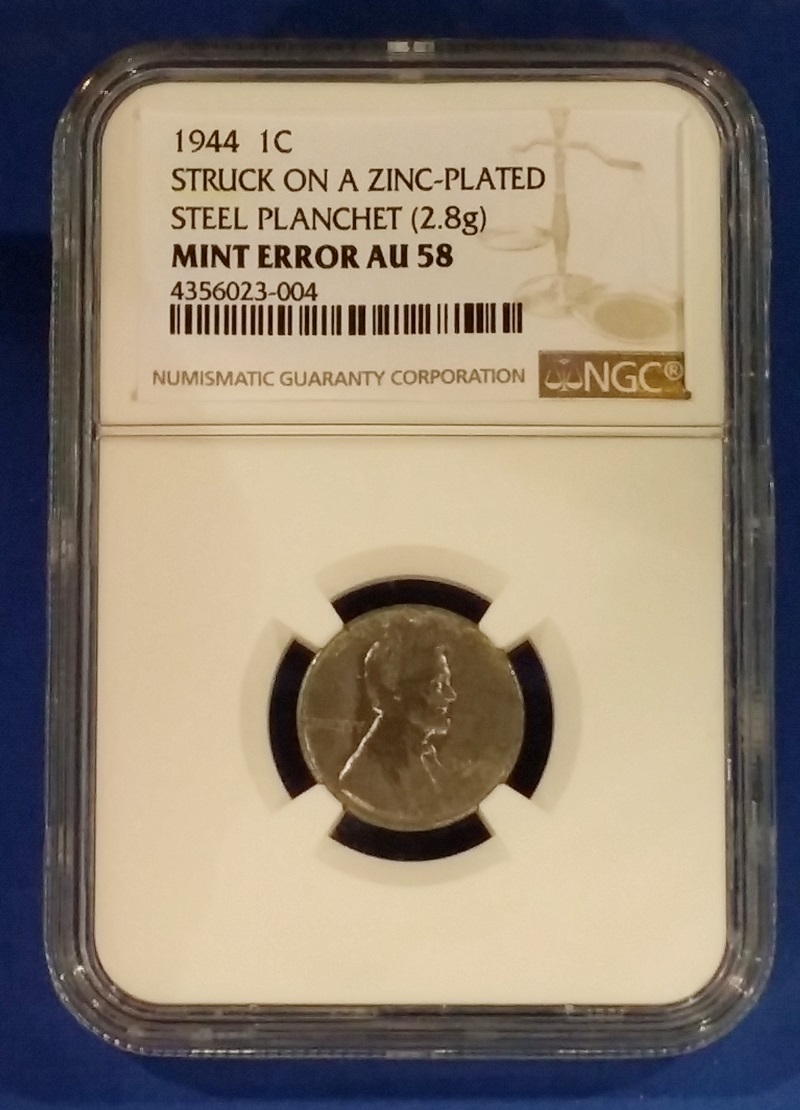 1944 1C
STRUCK ON A ZINC-PLATED
STEEL PLANCHET (2.8g)
MINT ERROR AU 58
4356023-004
NUMISMATIC GUARANTY CORPORATION NGC®